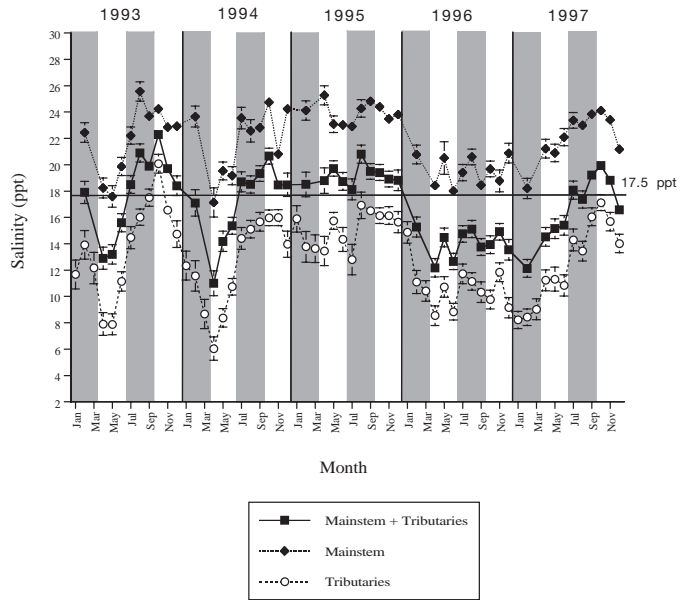 1993 1994 1995 1996 1997
30
28
26
24
22
20
18
16
14
12
10
8
6
4
2
Salinity (ppt)
17.5 ppt
Jan Mar May Jul Sep Nov Jan Mar May Jul Sep Nov Jan Mar May Jul Sep Nov Jan Mar May Jul Sep Nov Jan Mar May Jul Sep Nov
Month
Mainstem + Tributaries
Mainstem
Tributaries